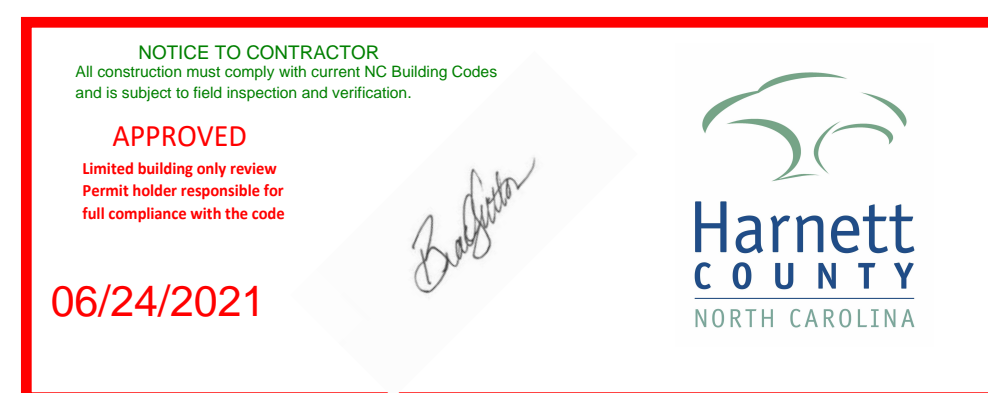 NOTICE TO CONTRACTOR
All construction must comply with current NC Building Codes
and is subject to field inspection and verification.
APPROVED
Limited building only review
Permit holder responsible for
full compliance with the code
Brad Sutton
06/24/2021
Harnett
COUNTY
NORTH CAROLINA